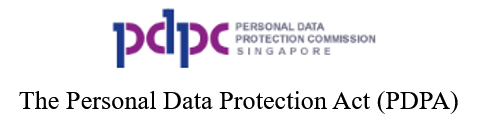 pdpc
PERSONAL DATA
PROTECTION COMMISSION
SINGAPORE
The Personal Data Protection Act (PDPA)